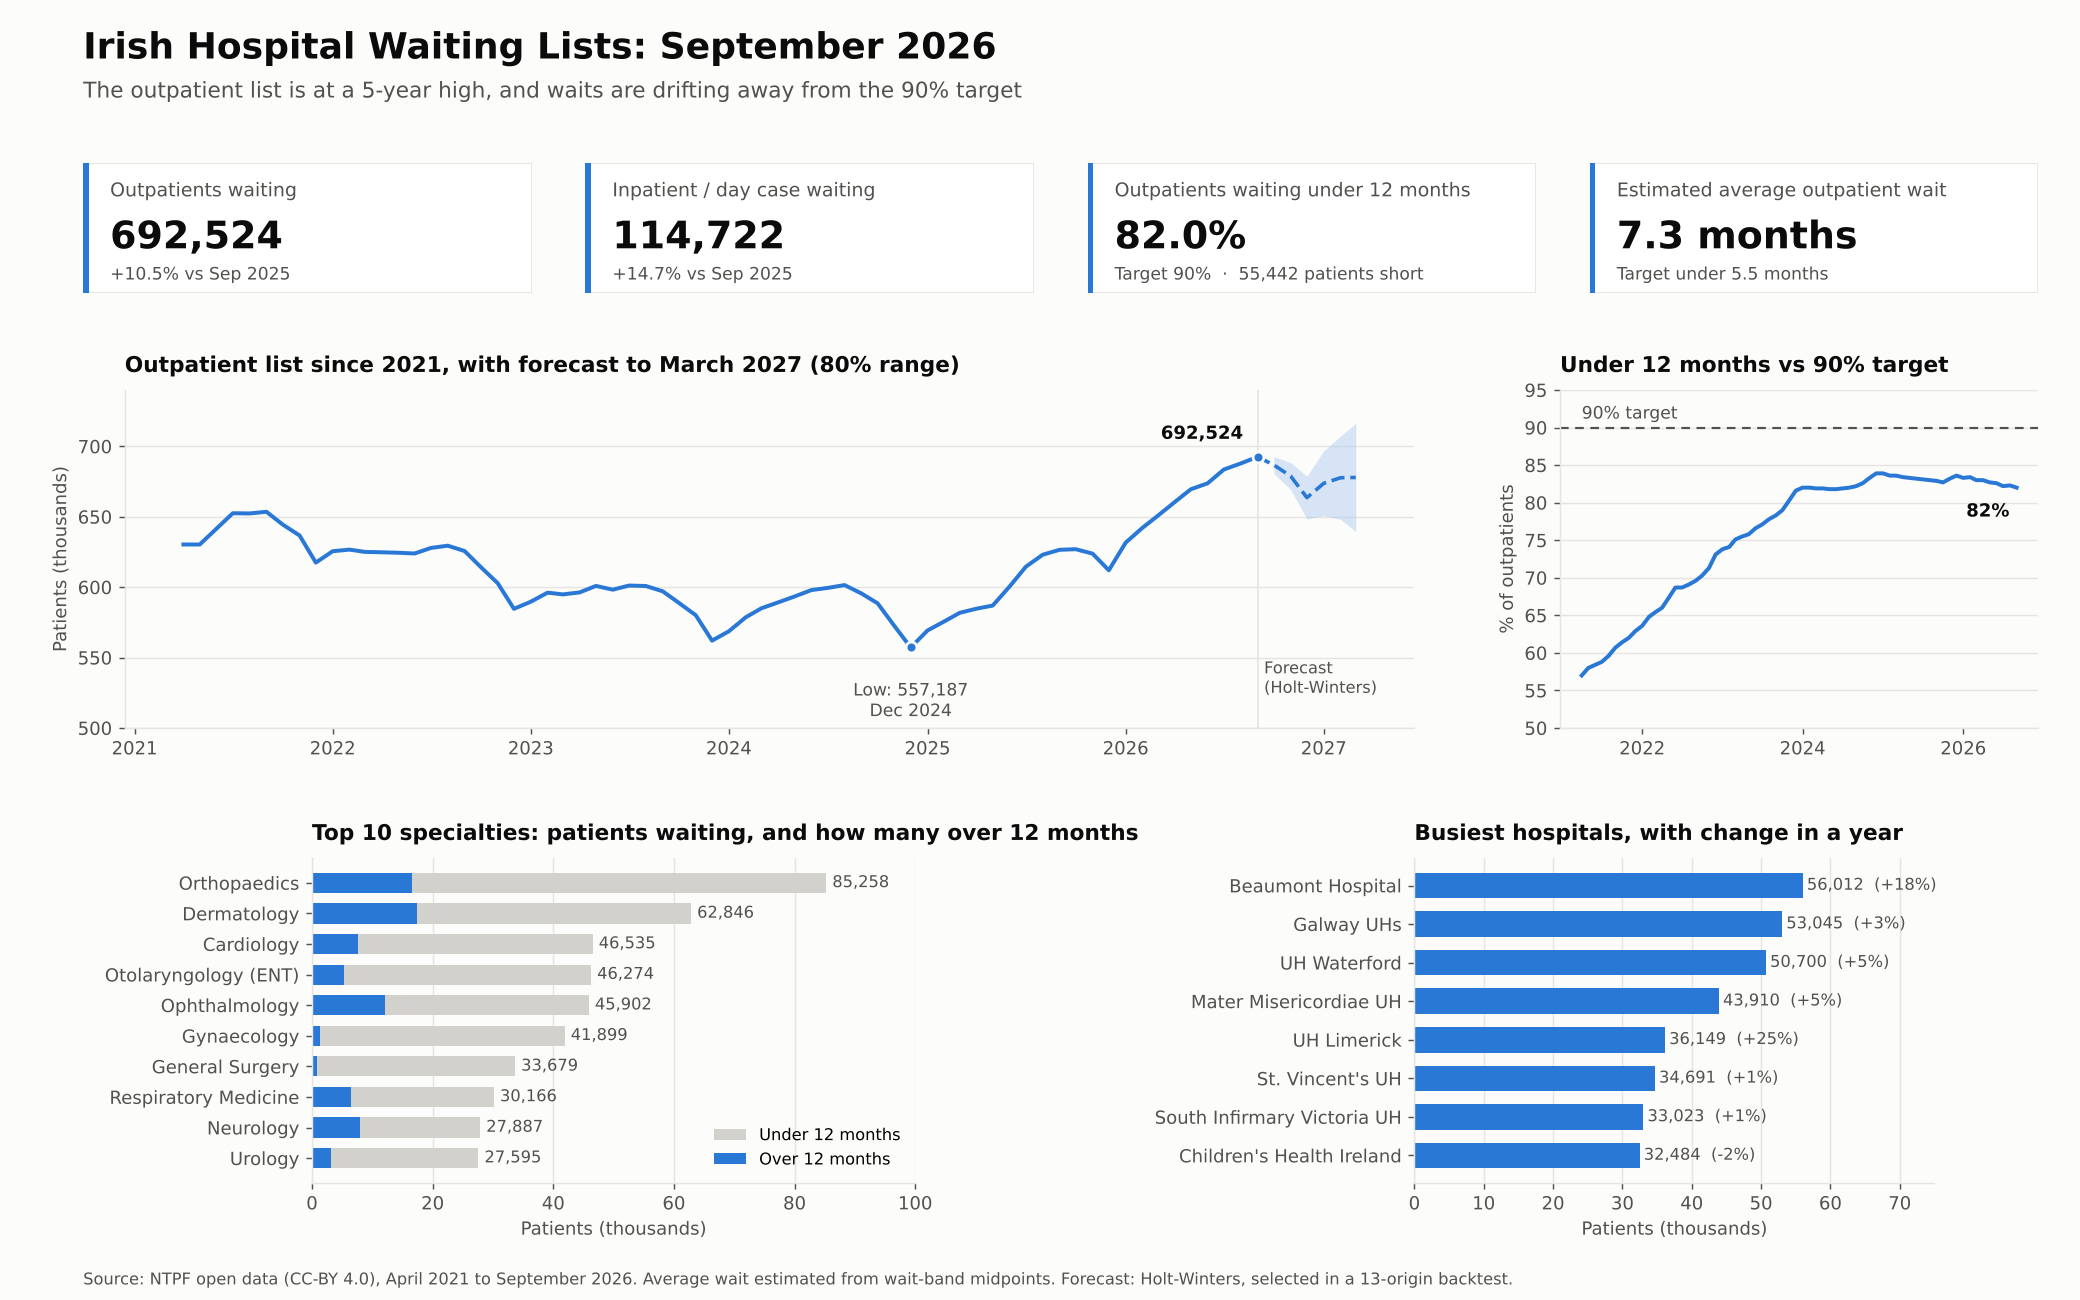 Irish Hospital Waiting Lists: September 2026
The outpatient list is at a 5-year high, and waits are drifting away from the 90% target
Outpatients waiting
692,524
+10.5% vs Sep 2025
Inpatient / day case waiting
114,722
+14.7% vs Sep 2025
Outpatients waiting under 12 months
82.0%
Target 90% · 55,442 patients short
Estimated average outpatient wait
7.3 months
Target under 5.5 months
Outpatient list since 2021, with forecast to March 2027 (80% range)
Patients (thousands)
700
650
600
550
500
692,524
Low: 557,187
Dec 2024
Forecast
(Holt-Winters)
2021 2022 2023 2024 2025 2026 2027
Under 12 months vs 90% target
% of outpatients
95
90
85
80
75
70
65
60
55
50
90% target
82%
2022 2024 2026
Top 10 specialties: patients waiting, and how many over 12 months
Orthopaedics 85,258
Dermatology 62,846
Cardiology 46,535
Otolaryngology (ENT) 46,274
Ophthalmology 45,902
Gynaecology 41,899
General Surgery 33,679
Respiratory Medicine 30,166
Neurology 27,887
Urology 27,595
Under 12 months
Over 12 months
0 20 40 60 80 100
Patients (thousands)
Busiest hospitals, with change in a year
Beaumont Hospital 56,012 (+18%)
Galway UHs 53,045 (+3%)
UH Waterford 50,700 (+5%)
Mater Misericordiae UH 43,910 (+5%)
UH Limerick 36,149 (+25%)
St. Vincent's UH 34,691 (+1%)
South Infirmary Victoria UH 33,023 (+1%)
Children's Health Ireland 32,484 (-2%)
0 10 20 30 40 50 60 70
Patients (thousands)
Source: NTPF open data (CC-BY 4.0), April 2021 to September 2026. Average wait estimated from wait-band midpoints. Forecast: Holt-Winters, selected in a 13-origin backtest.